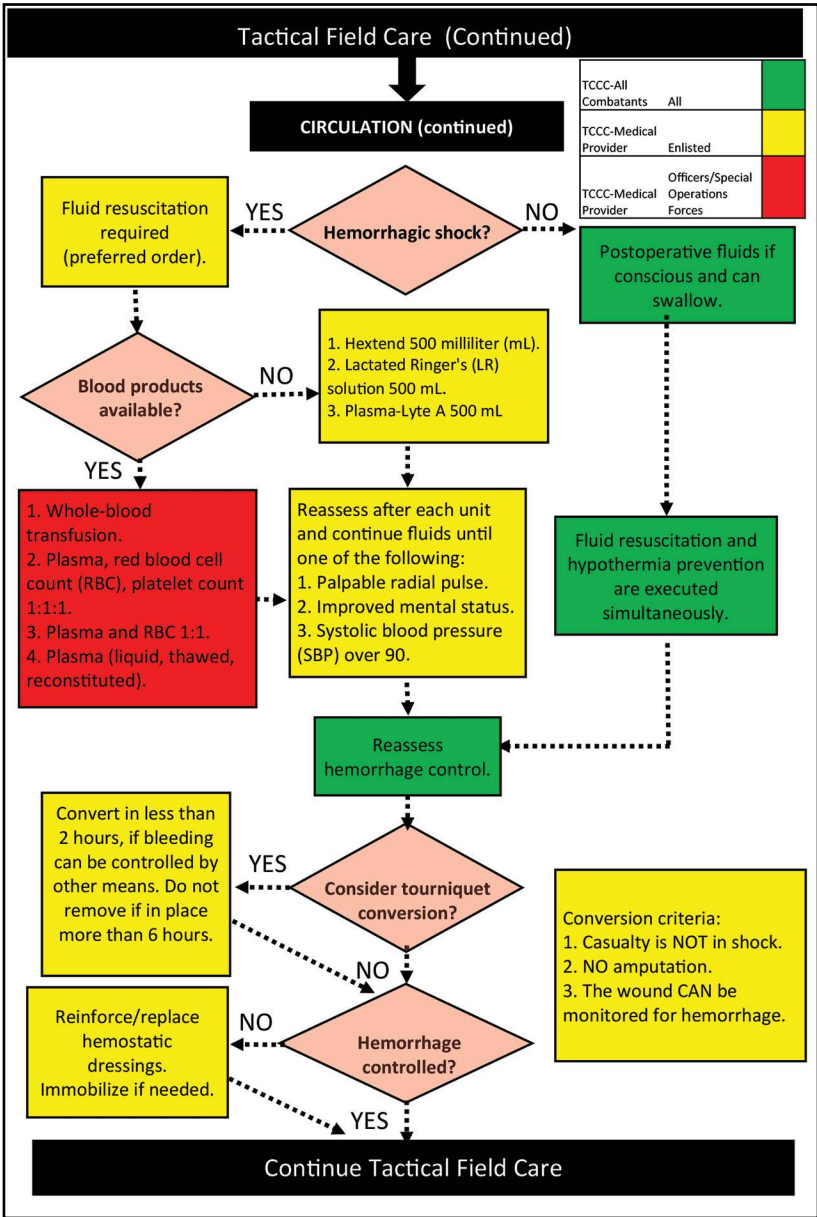 Tactical Field Care (Continued)
TCCC-All
Combatants All
TCCC-Medical
Provider Enlisted
Officers/Special
TCCC-Medical Operations
Provider Forces
CIRCULATION (continued)
Hemorrhagic shock?
YES
NO
Fluid resuscitation
required
(preferred order).
Postoperative fluids if
conscious and can
swallow.
Blood products
available?
NO
YES
1. Hextend 500 milliliter (mL).
2. Lactated Ringer's (LR)
solution 500 mL.
3. Plasma-Lyte A 500 mL
1. Whole-blood
transfusion.
2. Plasma, red blood cell
count (RBC), platelet count
1:1:1.
3. Plasma and RBC 1:1.
4. Plasma (liquid, thawed,
reconstituted).
Reassess after each unit
and continue fluids until
one of the following:
1. Palpable radial pulse.
2. Improved mental status.
3. Systolic blood pressure
(SBP) over 90.
Fluid resuscitation and
hypothermia prevention
are executed
simultaneously.
Reassess
hemorrhage control.
Consider tourniquet
conversion?
YES
NO
Convert in less than
2 hours, if bleeding
can be controlled by
other means. Do not
remove if in place
more than 6 hours.
Conversion criteria:
1. Casualty is NOT in shock.
2. NO amputation.
3. The wound CAN be
monitored for hemorrhage.
Hemorrhage
controlled?
NO
YES
Reinforce/replace
hemostatic
dressings.
Immobilize if needed.
Continue Tactical Field Care